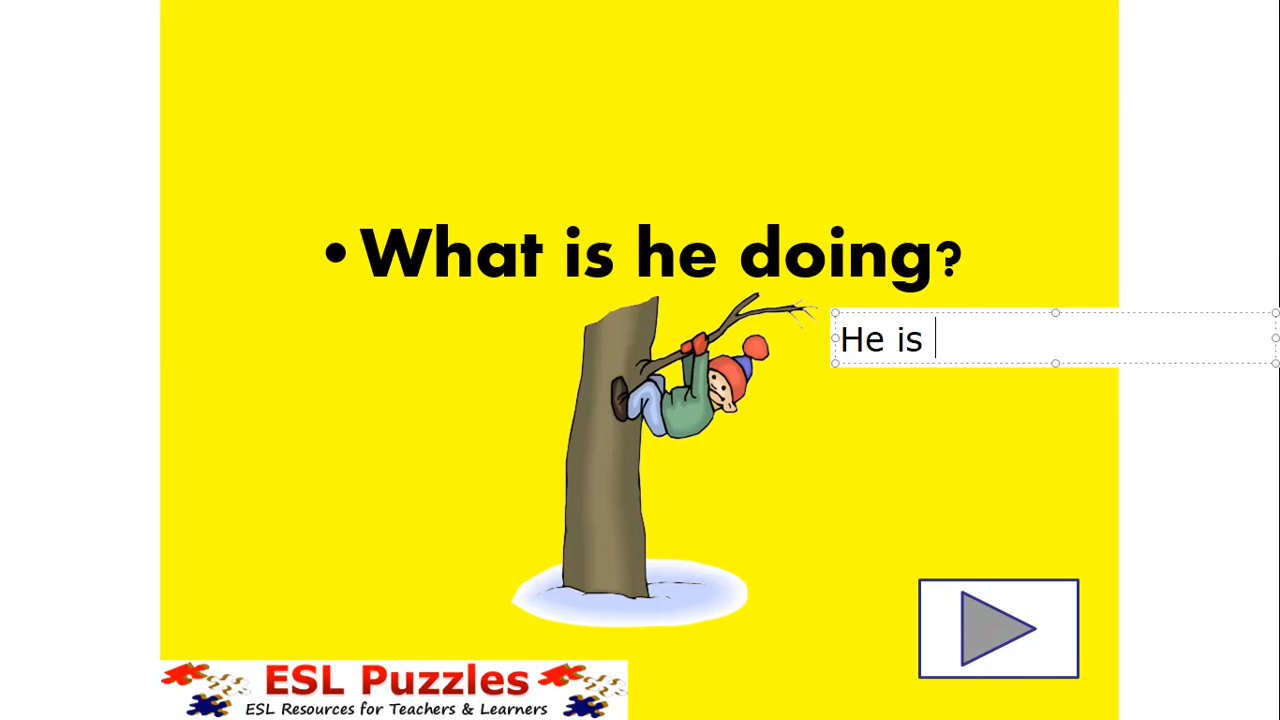 • What is he doing?
He is
ESL Puzzles
ESL Resources for Teachers & Learners